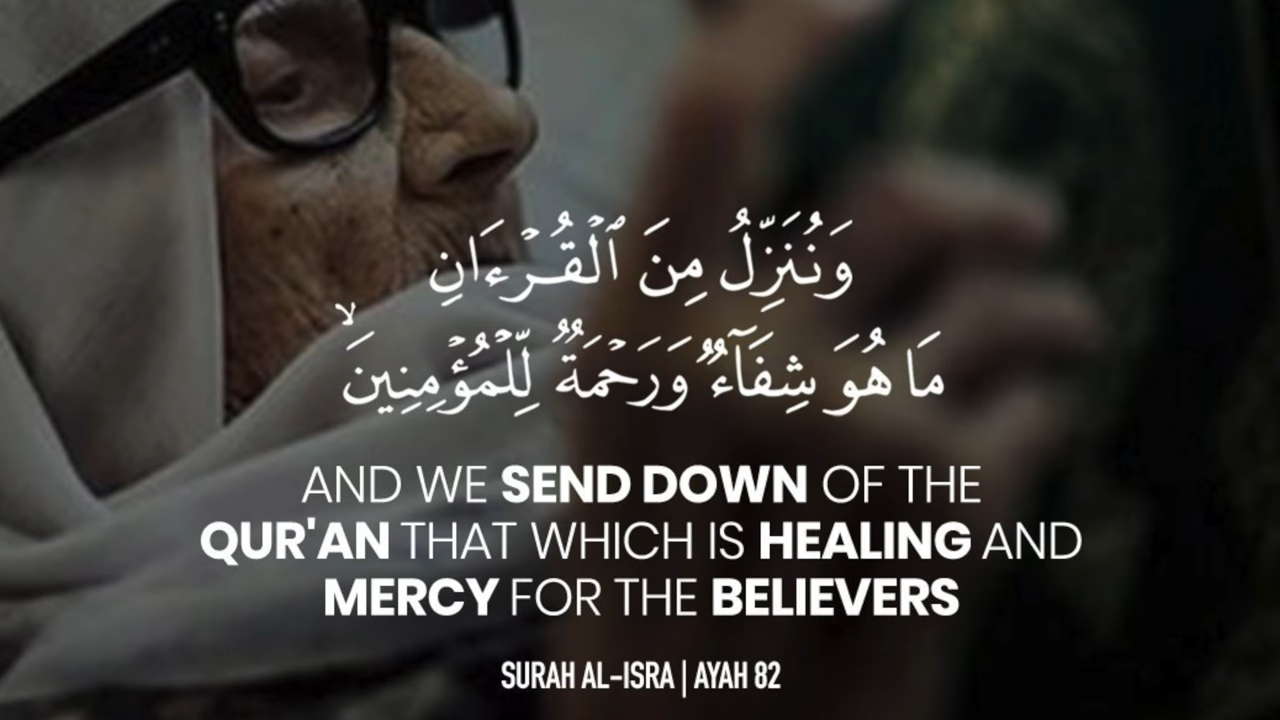 وَنُنَزِّلُ مِنَ ٱلْقُرْءَانِ
مَا هُوَ شِفَآءٌ وَرَحْمَةٌ لِّلْمُؤْمِنِينَ ۙ
AND WE SEND DOWN OF THE
QUR'AN THAT WHICH IS HEALING AND
MERCY FOR THE BELIEVERS
SURAH AL-ISRA | AYAH 82